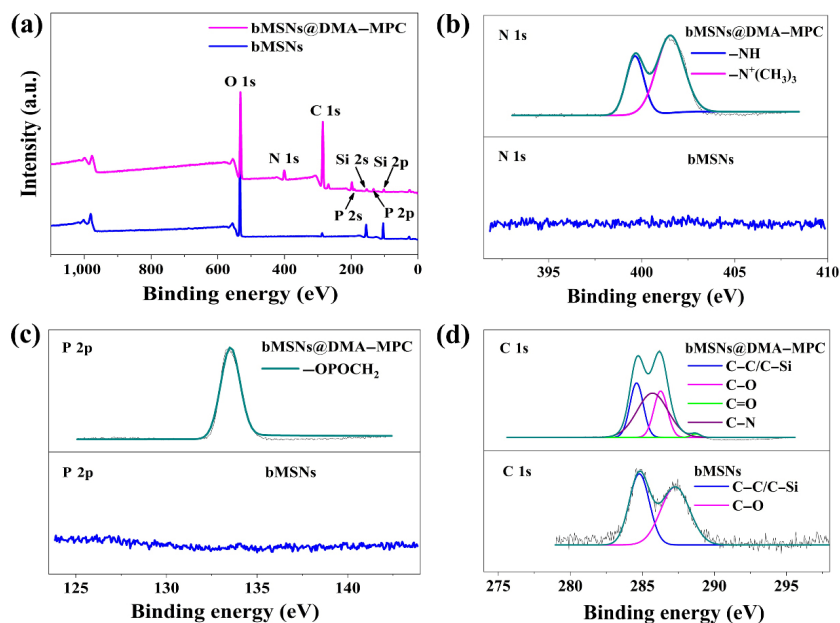 (a)
bMSNs@DMA−MPC
bMSNs
O 1s
C 1s
N 1s
Si 2s
Si 2p
P 2s
P 2p
Intensity (a.u.)
1,000 800 600 400 200 0
Binding energy (eV)
(b)
N 1s
bMSNs@DMA−MPC
−NH
−N⁺(CH₃)₃
N 1s
bMSNs
395 400 405 410
Binding energy (eV)
(c)
P 2p
bMSNs@DMA−MPC
−OPOCH₂
P 2p
bMSNs
125 130 135 140
Binding energy (eV)
(d)
C 1s
bMSNs@DMA−MPC
C−C/C−Si
C−O
C=O
C−N
C 1s
bMSNs
C−C/C−Si
C−O
275 280 285 290 295
Binding energy (eV)